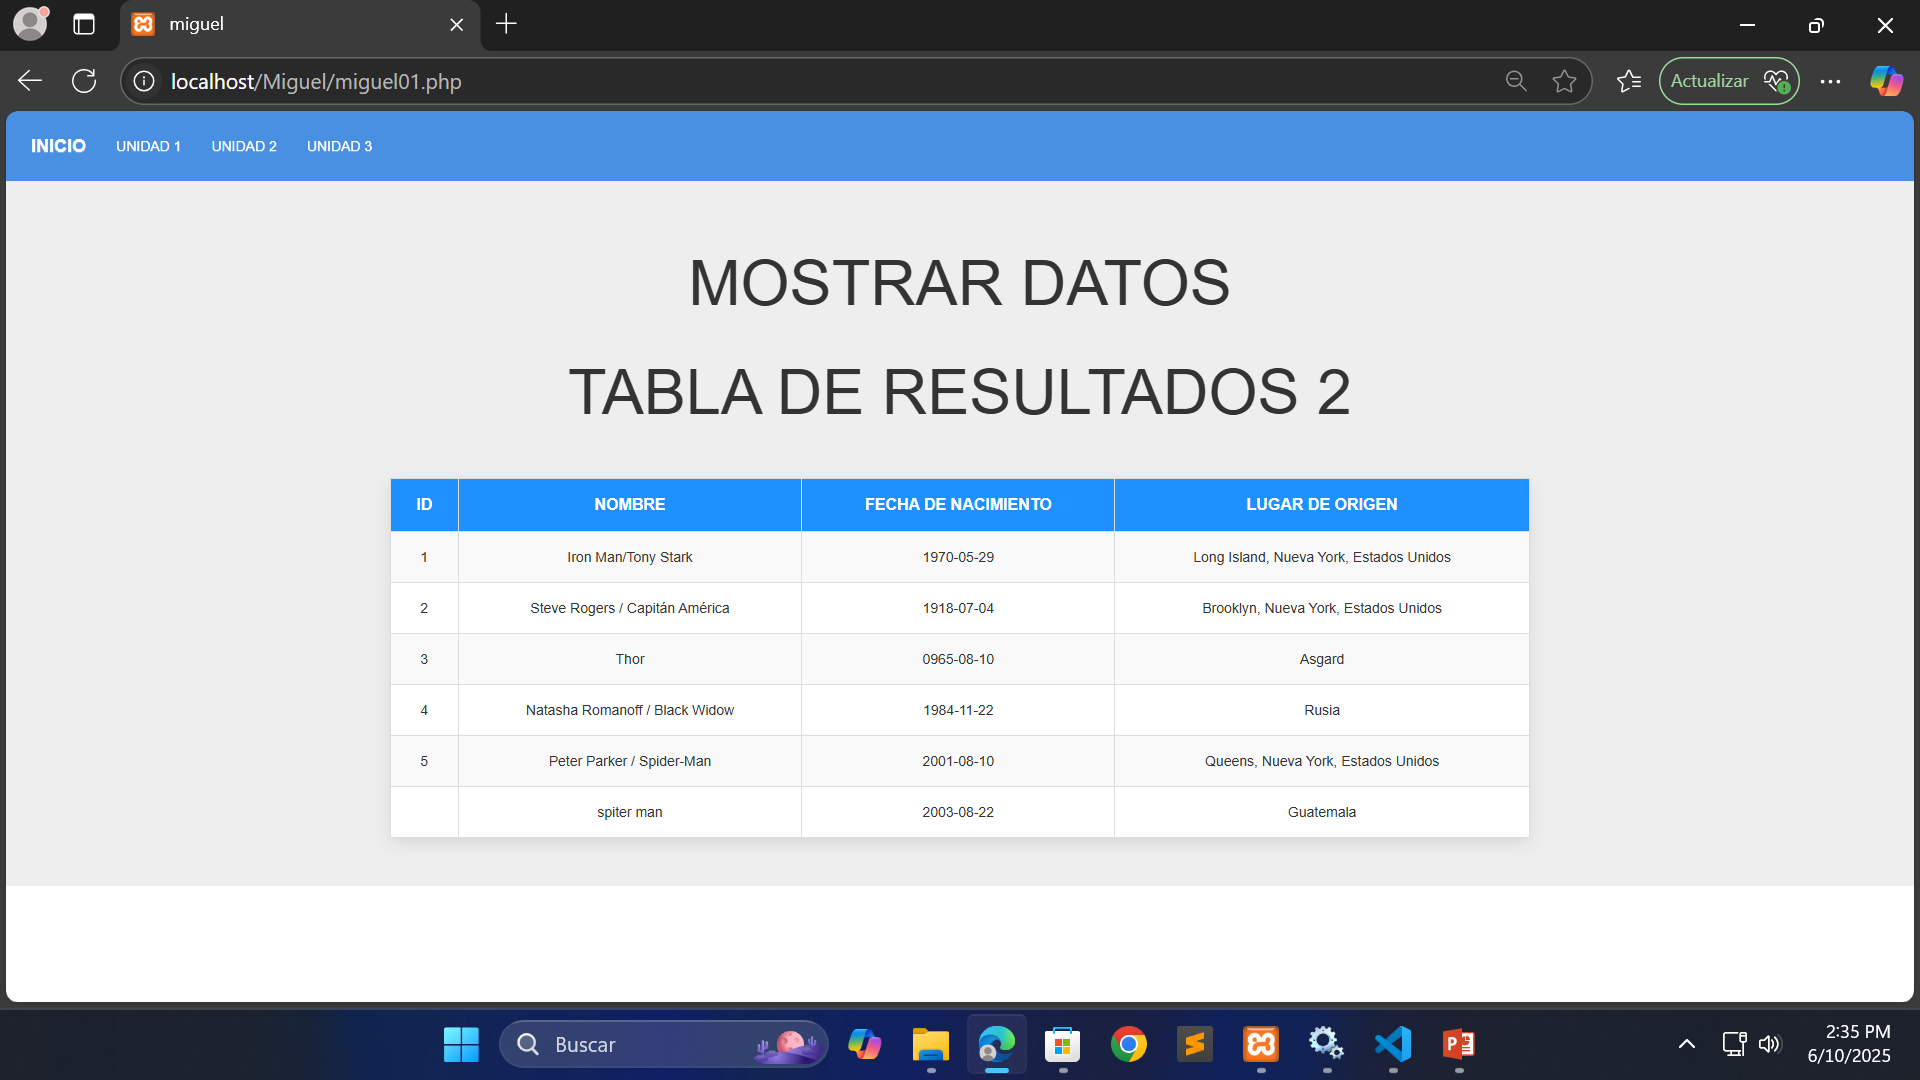 miguel
localhost/Miguel/miguel01.php
Actualizar
INICIO UNIDAD 1 UNIDAD 2 UNIDAD 3
MOSTRAR DATOS
TABLA DE RESULTADOS 2
ID NOMBRE FECHA DE NACIMIENTO LUGAR DE ORIGEN
1 Iron Man/Tony Stark 1970-05-29 Long Island, Nueva York, Estados Unidos
2 Steve Rogers / Capitán América 1918-07-04 Brooklyn, Nueva York, Estados Unidos
3 Thor 0965-08-10 Asgard
4 Natasha Romanoff / Black Widow 1984-11-22 Rusia
5 Peter Parker / Spider-Man 2001-08-10 Queens, Nueva York, Estados Unidos
spiter man 2003-08-22 Guatemala
Buscar
2:35 PM
6/10/2025